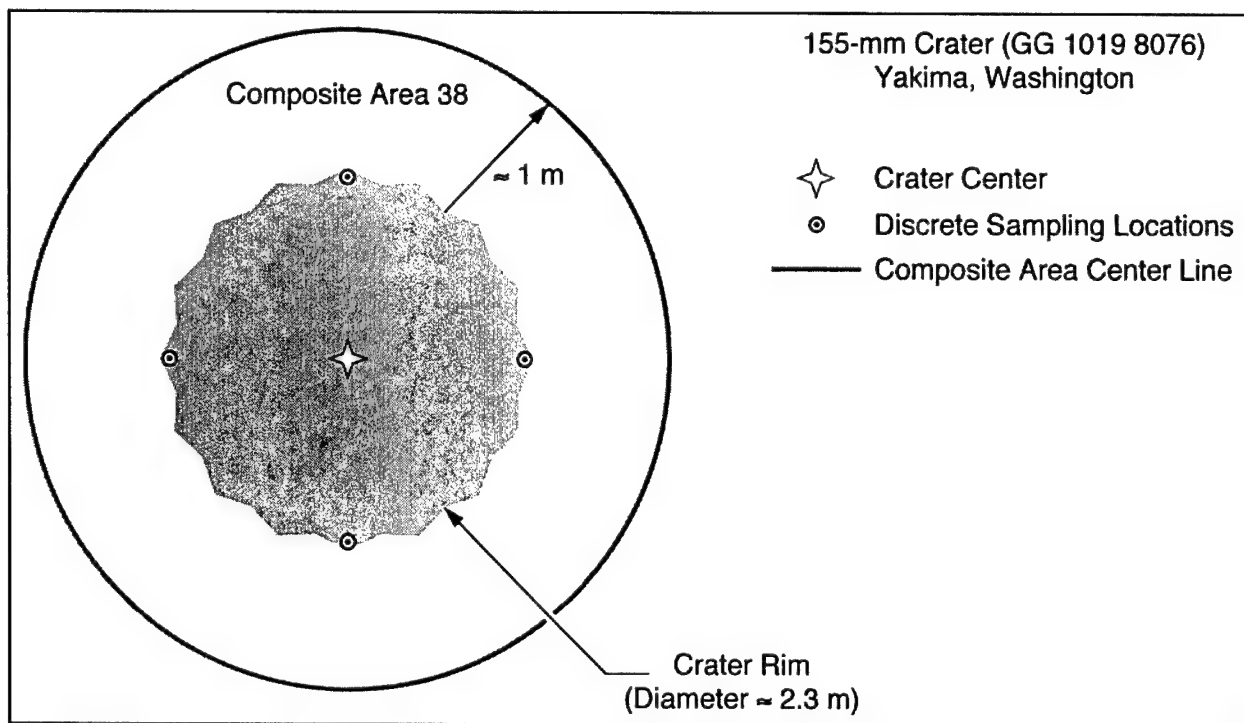 155-mm Crater (GG 1019 8076)
Yakima, Washington
Composite Area 38
≈ 1 m
Crater Center
Discrete Sampling Locations
Composite Area Center Line
Crater Rim
(Diameter ≈ 2.3 m)